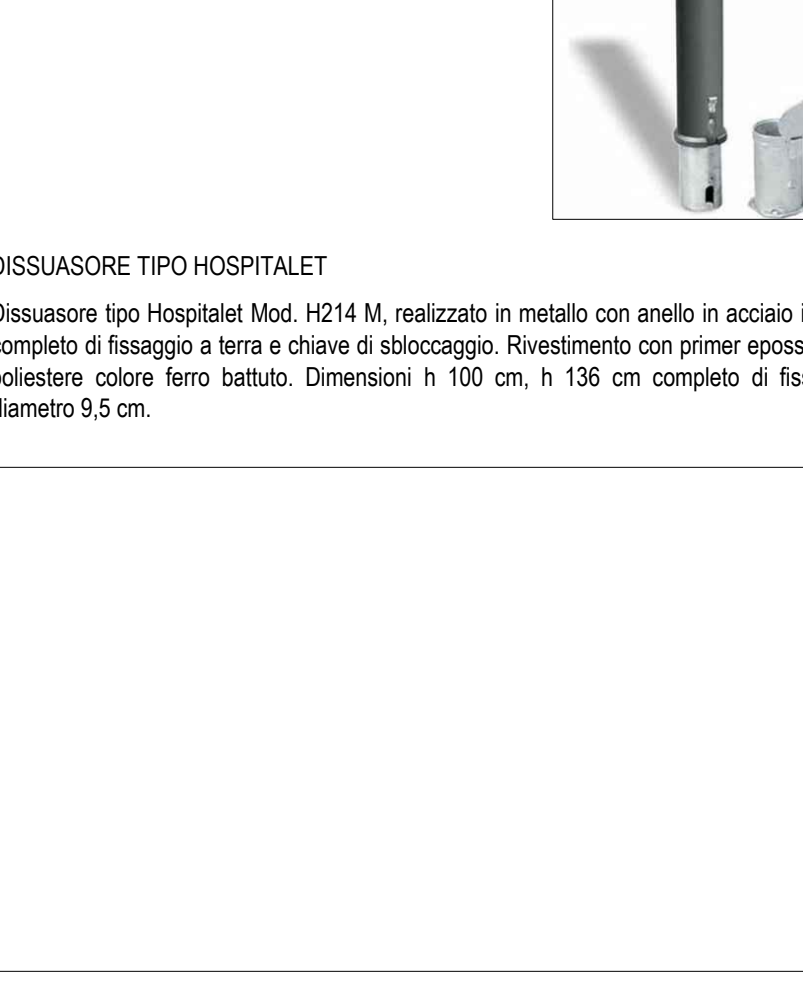 DISSUASORE TIPO HOSPITALET
Dissuasore tipo Hospitalet Mod. H214 M, realizzato in metallo con anello in acciaio
completo di fissaggio a terra e chiave di sbloccaggio. Rivestimento con primer
poliestere colore ferro battuto. Dimensioni h 100 cm, h 136 cm completo di
diametro 9,5 cm.